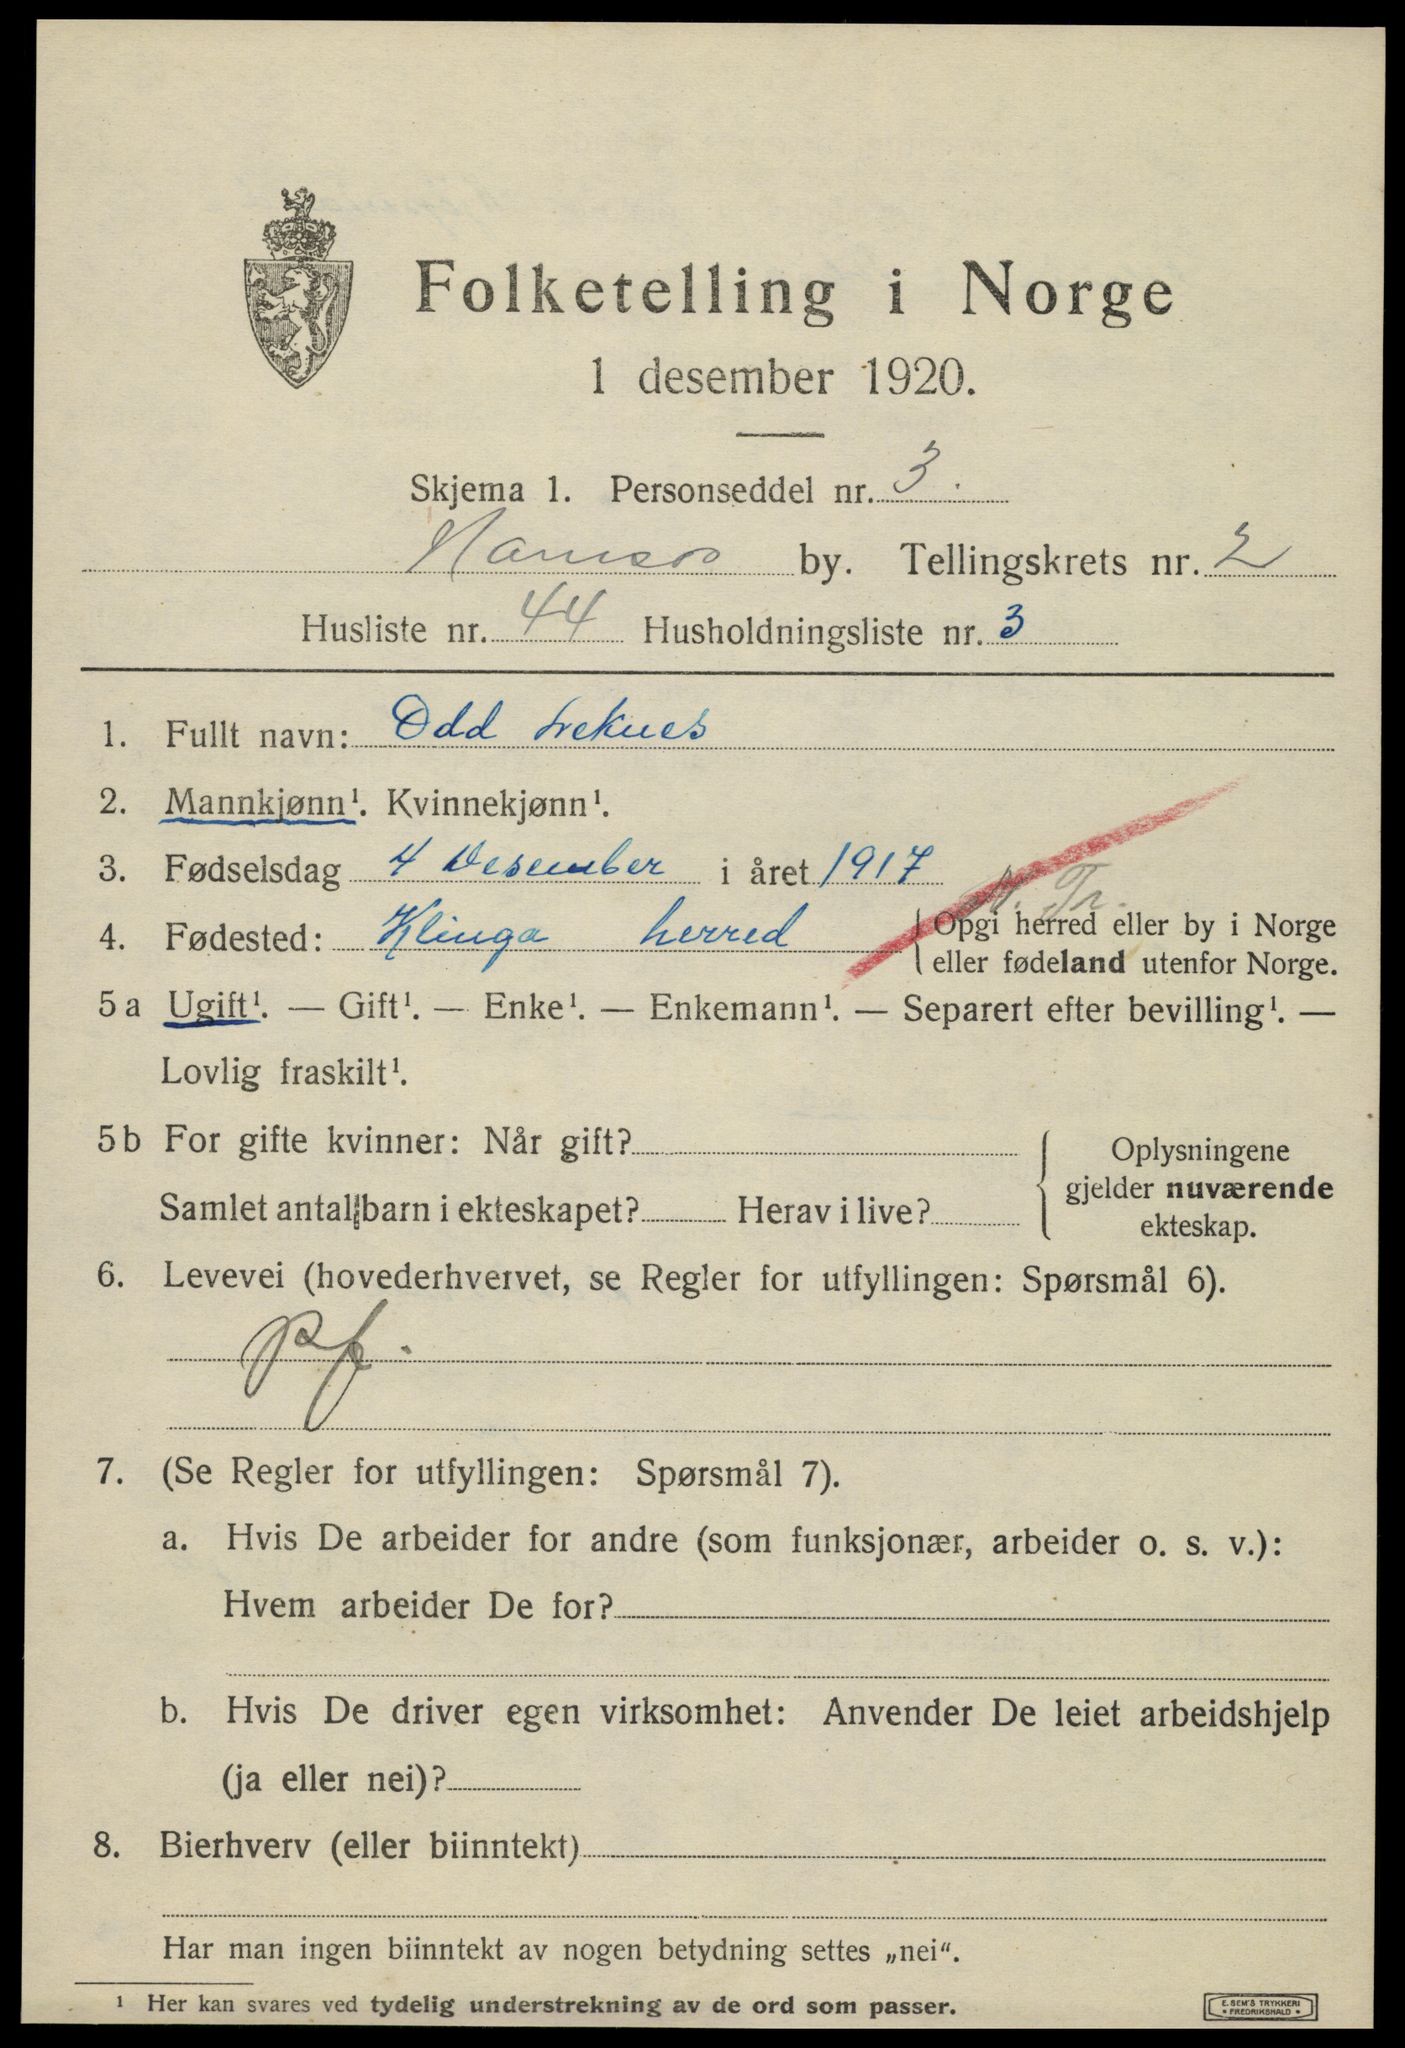 Folketelling i Norge
1 desember 1920.
Skjema 1. Personseddel nr. 3.
Namsos by. Tellingskrets nr. 2
Husliste nr. 44 Husholdningsliste nr. 3
1. Fullt navn: Odd
2. Mannkjønn¹. Kvinnekjønn¹.
3. Fødselsdag 4 Desember i året 1917
N. Tr.
4. Fødested: Klinga herred { Opgi herred eller by i Norge
eller fødeland utenfor Norge.
5 a Ugift¹. — Gift¹. — Enke¹. — Enkemann¹. — Separert efter bevilling¹. —
Lovlig fraskilt¹.
5 b For gifte kvinner: Når gift?
Samlet antal barn i ekteskapet? Herav i live?
Oplysningene
gjelder nuværende
ekteskap.
6. Levevei (hovederhvervet, se Regler for utfyllingen: Spørsmål 6).
pf.
7. (Se Regler for utfyllingen: Spørsmål 7).
a. Hvis De arbeider for andre (som funksjonær, arbeider o. s. v.):
Hvem arbeider De for?
b. Hvis De driver egen virksomhet: Anvender De leiet arbeidshjelp
(ja eller nei)?
8. Bierhverv (eller biinntekt)
Har man ingen biinntekt av nogen betydning settes „nei“.
¹ Her kan svares ved tydelig understrekning av de ord som passer.
E. SEM'S TRYKKERI
• FREDRIKSHALD •